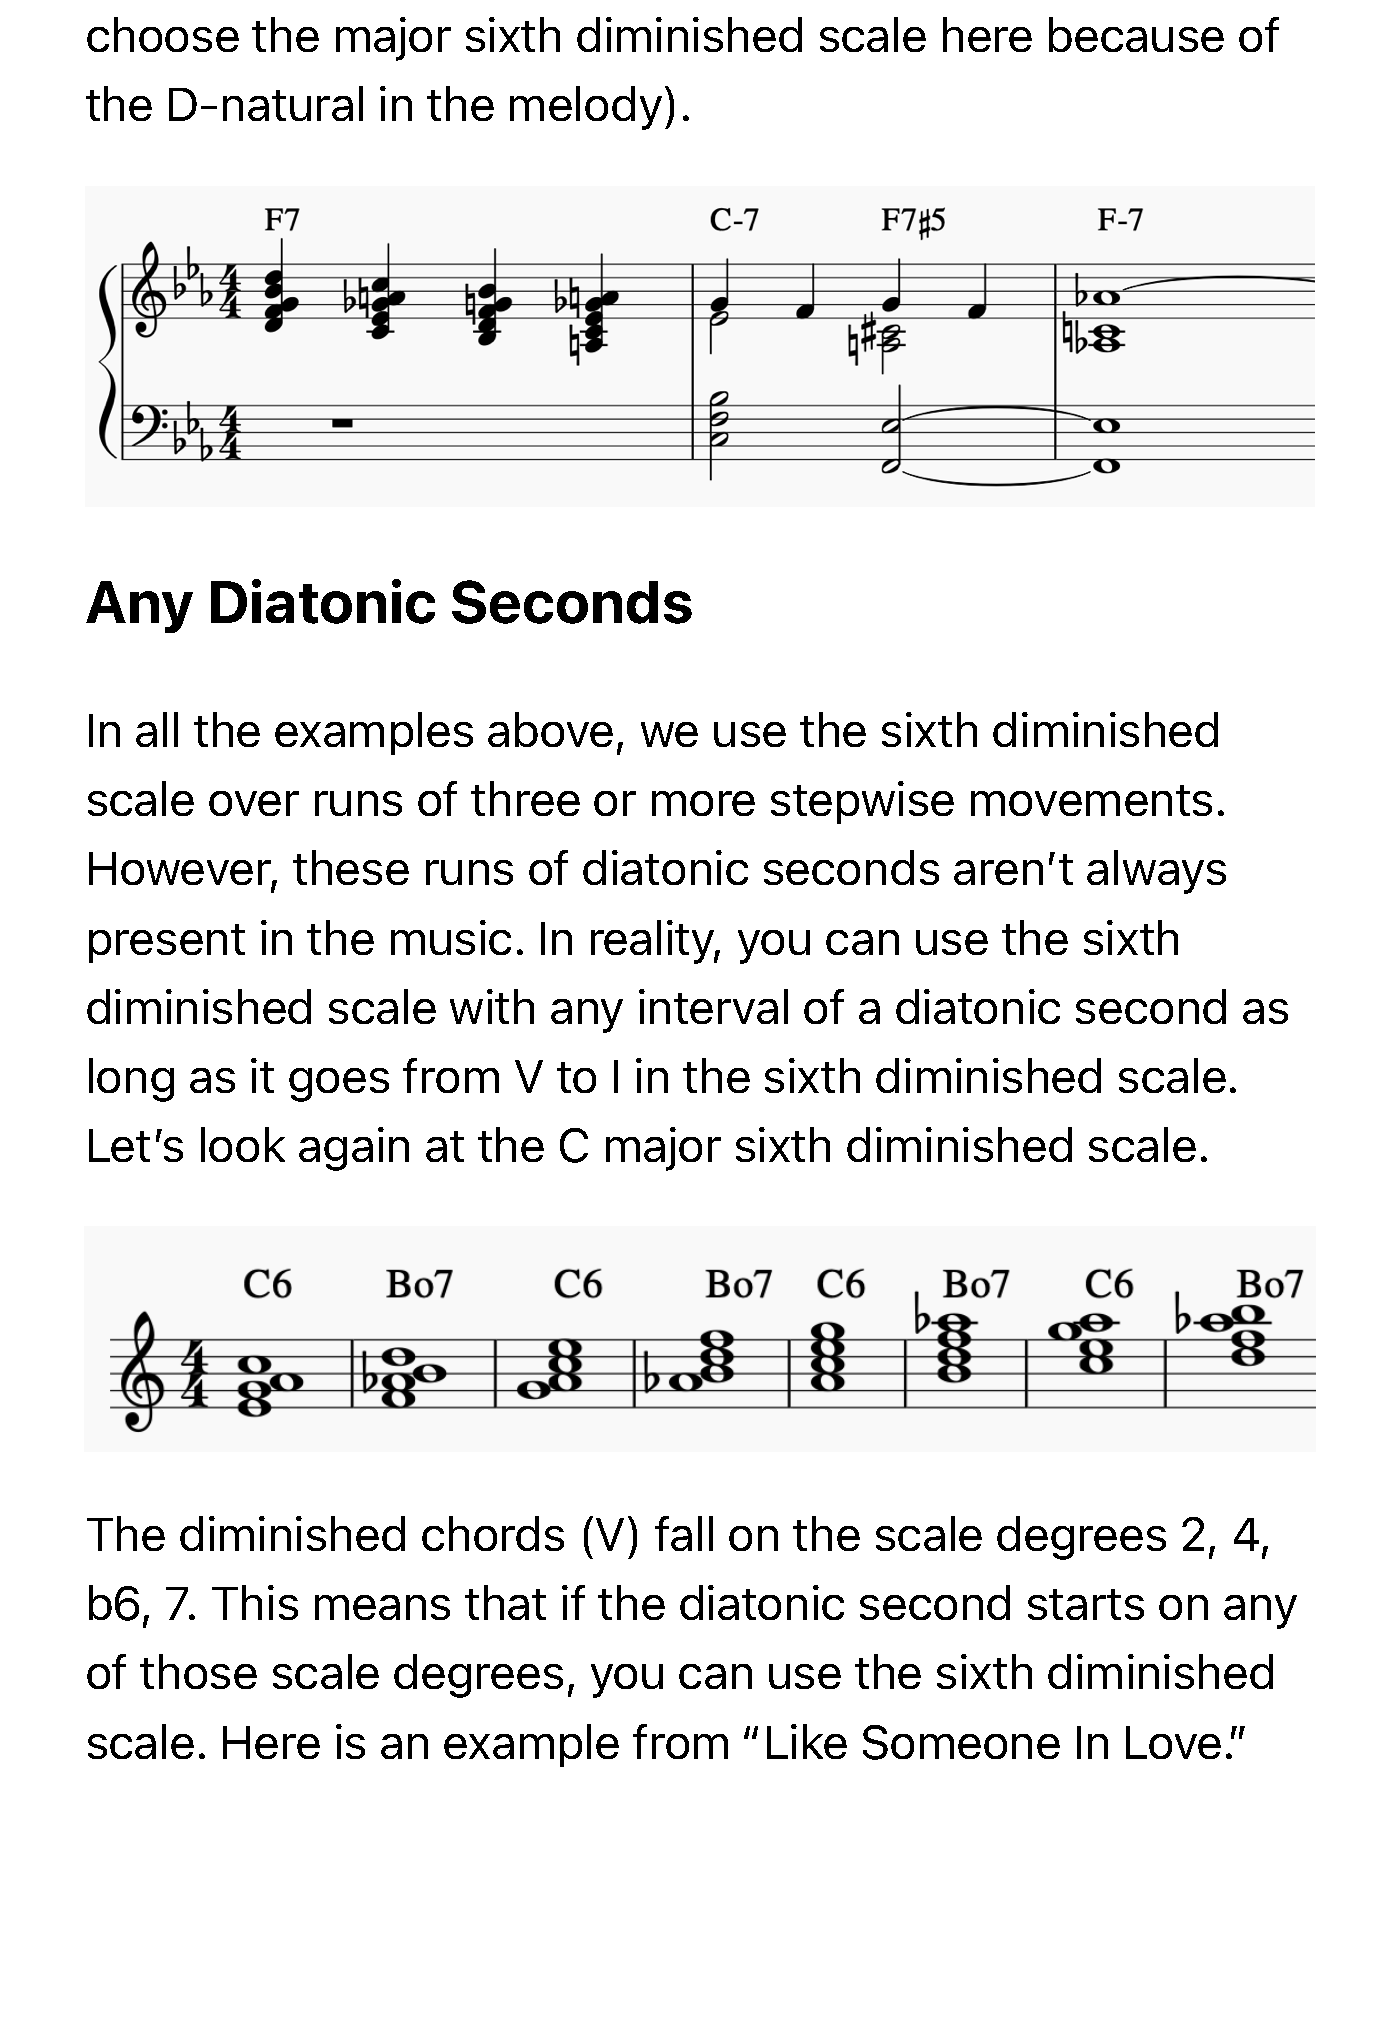 choose the major sixth diminished scale here because of
the D-natural in the melody).
F7 C-7 F7♯5 F-7
4 4
4 4
Any Diatonic Seconds
In all the examples above, we use the sixth diminished
scale over runs of three or more stepwise movements.
However, these runs of diatonic seconds aren’t always
present in the music. In reality, you can use the sixth
diminished scale with any interval of a diatonic second as
long as it goes from V to I in the sixth diminished scale.
Let’s look again at the C major sixth diminished scale.
C6 Bo7 C6 Bo7 C6 Bo7 C6 Bo7
4 4
The diminished chords (V) fall on the scale degrees 2, 4,
b6, 7. This means that if the diatonic second starts on any
of those scale degrees, you can use the sixth diminished
scale. Here is an example from “Like Someone In Love.”